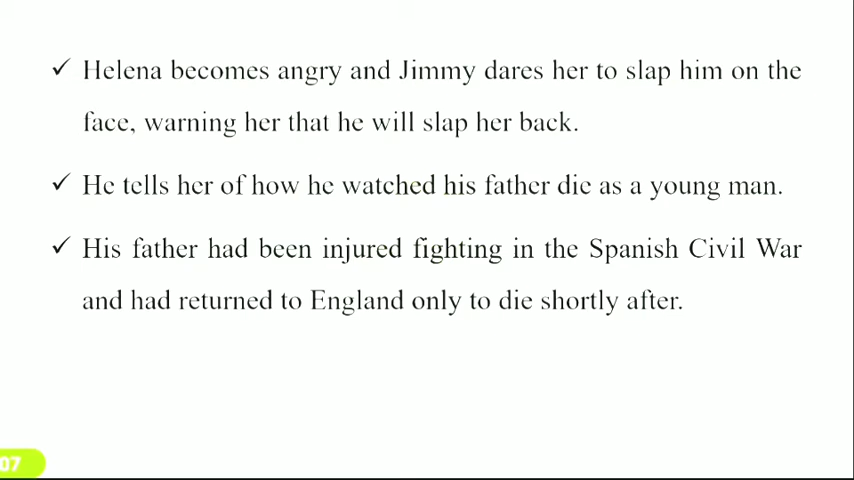 ✓ Helena becomes angry and Jimmy dares her to slap him on the
face, warning her that he will slap her back.
✓ He tells her of how he watched his father die as a young man.
✓ His father had been injured fighting in the Spanish Civil War
and had returned to England only to die shortly after.
07